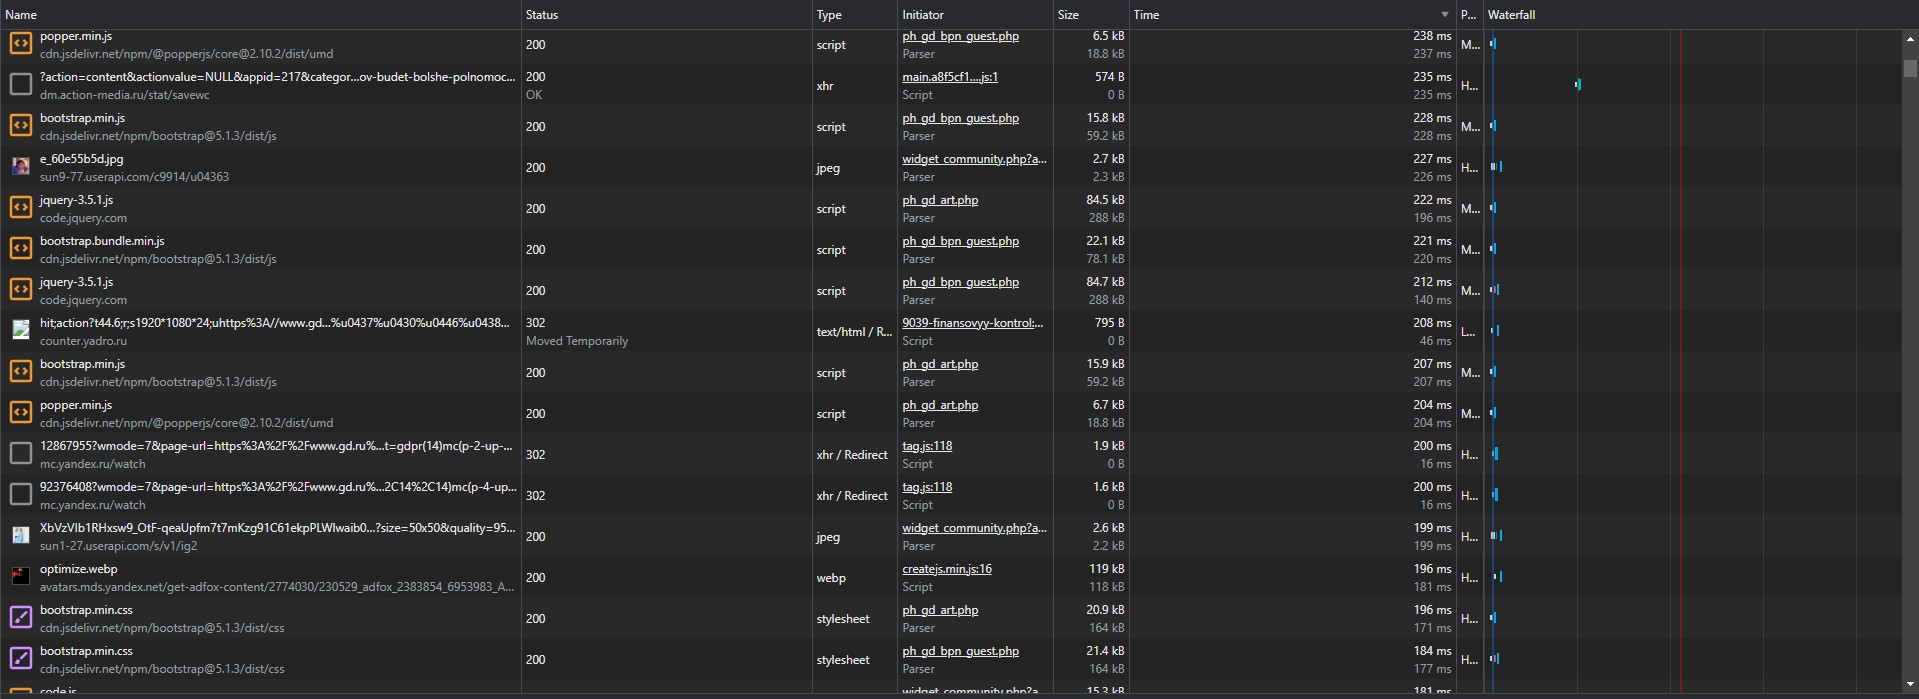 Name Status Type Initiator Size Time P... Waterfall
popper.min.js ph_gd_bpn_guest.php 6.5 kB 238 ms
200 script M...
cdn.jsdelivr.net/npm/@popperjs/core@2.10.2/dist/umd Parser 18.8 kB 237 ms
?action=content&actionvalue=NULL&appid=217&categor...ov-budet-bolshe-polnomoc... 200 main.a8f5cf1....js:1 574 B 235 ms
xhr H...
dm.action-media.ru/stat/savewc OK Script 0 B 235 ms
bootstrap.min.js ph_gd_bpn_guest.php 15.8 kB 228 ms
200 script M...
cdn.jsdelivr.net/npm/bootstrap@5.1.3/dist/js Parser 59.2 kB 228 ms
e_60e55b5d.jpg widget_community.php?a... 2.7 kB 227 ms
200 jpeg H...
sun9-77.userapi.com/c9914/u04363 Parser 2.3 kB 226 ms
jquery-3.5.1.js ph_gd_art.php 84.5 kB 222 ms
200 script M...
code.jquery.com Parser 288 kB 196 ms
bootstrap.bundle.min.js ph_gd_bpn_guest.php 22.1 kB 221 ms
200 script M...
cdn.jsdelivr.net/npm/bootstrap@5.1.3/dist/js Parser 78.1 kB 220 ms
jquery-3.5.1.js ph_gd_bpn_guest.php 84.7 kB 212 ms
200 script M...
code.jquery.com Parser 288 kB 140 ms
hit;action?t44.6;r;s1920*1080*24;uhttps%3A//www.gd...%u0437%u0430%u0446%u0438... 302 9039-finansovyy-kontrol:... 795 B 208 ms
text/html / R... L...
counter.yadro.ru Moved Temporarily Script 0 B 46 ms
bootstrap.min.js ph_gd_art.php 15.9 kB 207 ms
200 script M...
cdn.jsdelivr.net/npm/bootstrap@5.1.3/dist/js Parser 59.2 kB 207 ms
popper.min.js ph_gd_art.php 6.7 kB 204 ms
200 script M...
cdn.jsdelivr.net/npm/@popperjs/core@2.10.2/dist/umd Parser 18.8 kB 204 ms
12867955?wmode=7&page-url=https%3A%2F%2Fwww.gd.ru%...t=gdpr(14)mc(p-2-up-... tag.js:118 1.9 kB 200 ms
302 xhr / Redirect H...
mc.yandex.ru/watch Script 0 B 16 ms
92376408?wmode=7&page-url=https%3A%2F%2Fwww.gd.ru%...2C14%2C14)mc(p-4-up... tag.js:118 1.6 kB 200 ms
302 xhr / Redirect H...
mc.yandex.ru/watch Script 0 B 16 ms
XbVzVIb1RHxsw9_OtF-qeaUpfm7t7mKzg91C61ekpPLWIwaib0...?size=50x50&quality=95... widget_community.php?a... 2.6 kB 199 ms
200 jpeg H...
sun1-27.userapi.com/s/v1/ig2 Parser 2.2 kB 199 ms
optimize.webp createjs.min.js:16 119 kB 196 ms
200 webp H...
avatars.mds.yandex.net/get-adfox-content/2774030/230529_adfox_2383854_6953983_A... Script 118 kB 181 ms
bootstrap.min.css ph_gd_art.php 20.9 kB 196 ms
200 stylesheet H...
cdn.jsdelivr.net/npm/bootstrap@5.1.3/dist/css Parser 164 kB 171 ms
bootstrap.min.css ph_gd_bpn_guest.php 21.4 kB 184 ms
200 stylesheet H...
cdn.jsdelivr.net/npm/bootstrap@5.1.3/dist/css Parser 164 kB 177 ms
code.js widget_community.php?a... 15.3 kB 181 ms